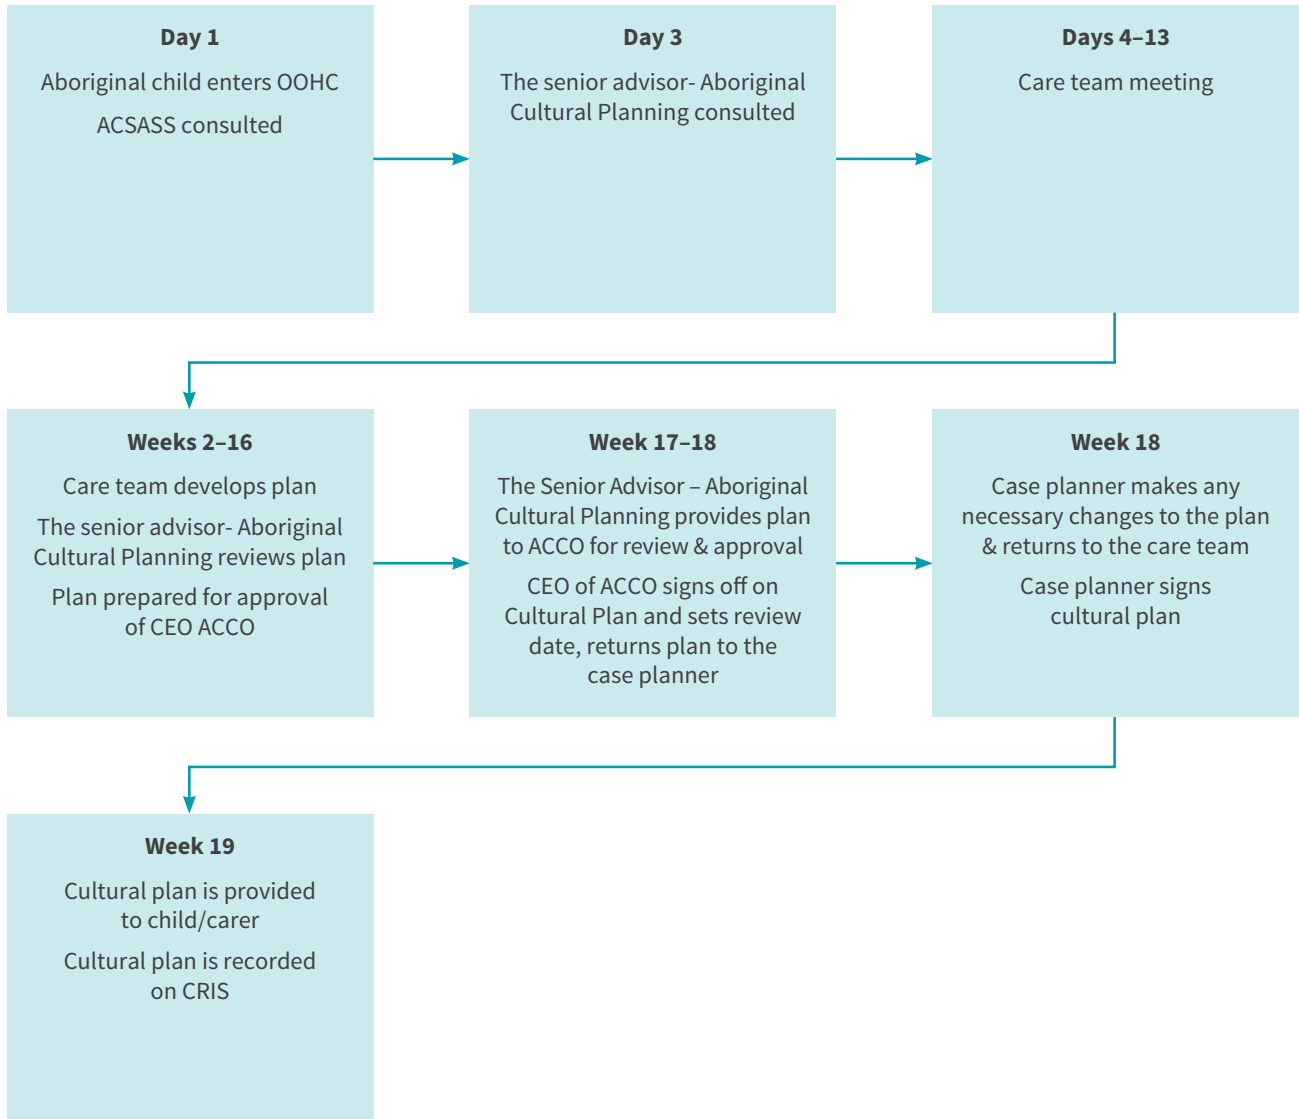 Day 1
Aboriginal child enters OOHC
ACSASS consulted
Day 3
The senior advisor- Aboriginal
Cultural Planning consulted
Days 4–13
Care team meeting
Weeks 2–16
Care team develops plan
The senior advisor- Aboriginal
Cultural Planning reviews plan
Plan prepared for approval
of CEO ACCO
Week 17–18
The Senior Advisor – Aboriginal
Cultural Planning provides plan
to ACCO for review & approval
CEO of ACCO signs off on
Cultural Plan and sets review
date, returns plan to the
case planner
Week 18
Case planner makes any
necessary changes to the plan
& returns to the care team
Case planner signs
cultural plan
Week 19
Cultural plan is provided
to child/carer
Cultural plan is recorded
on CRIS